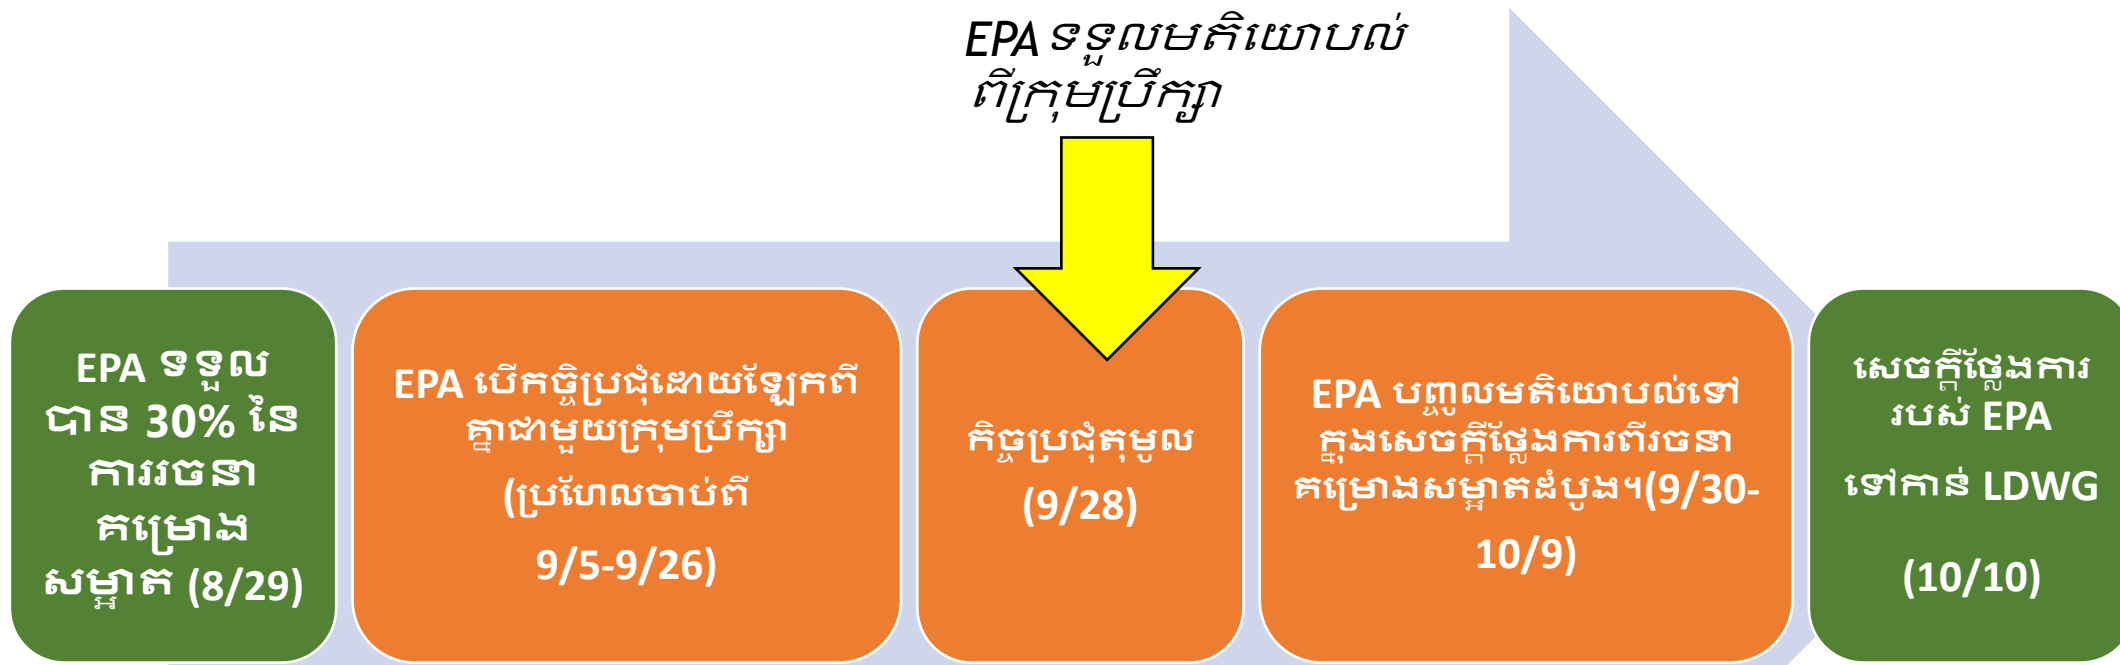 EPA ទទួលមតិយោបល់
ពីក្រុមប្រឹក្សា
EPA ទទួល
បាន 30% នៃ
ការរចនា
គម្រោង
សម្អាត (8/29)
EPA បើកច្ចិប្រជុំដោយឡែកពី
គ្នាជាមួយក្រុមប្រឹក្សា
(ប្រហែលចាប់ពី
9/5-9/26)
កិច្ចប្រជុំតុមូល
(9/28)
EPA បញ្ចូលមតិយោបល់ទៅ
ក្នុងសេចក្តីថ្លែងការពីរចនា
គម្រោងសម្អាតដំបូង។(9/30-
10/9)
សេចក្តីថ្លែងការ
របស់ EPA
ទៅកាន់ LDWG
(10/10)